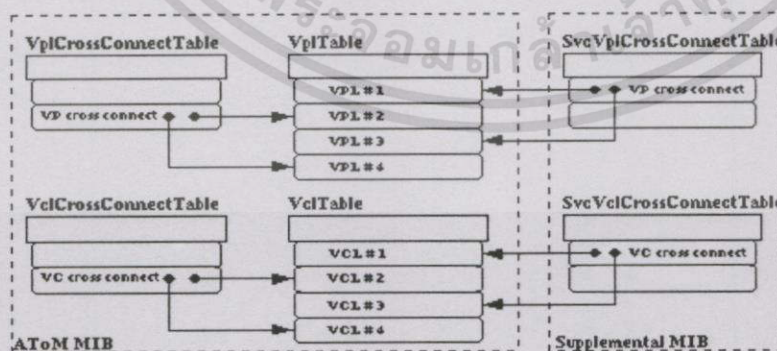 VplCrossConnectTable
VplTable
SvcVplCrossConnectTable
VPL #1
VP cross connect
VP cross connect
VPL #2
VPL #3
VPL #4
VclCrossConnectTable
VclTable
SvcVclCrossConnectTable
VCL #1
VC cross connect
VC cross connect
VCL #2
VCL #3
VCL #4
AToM MIB
Supplemental MIB